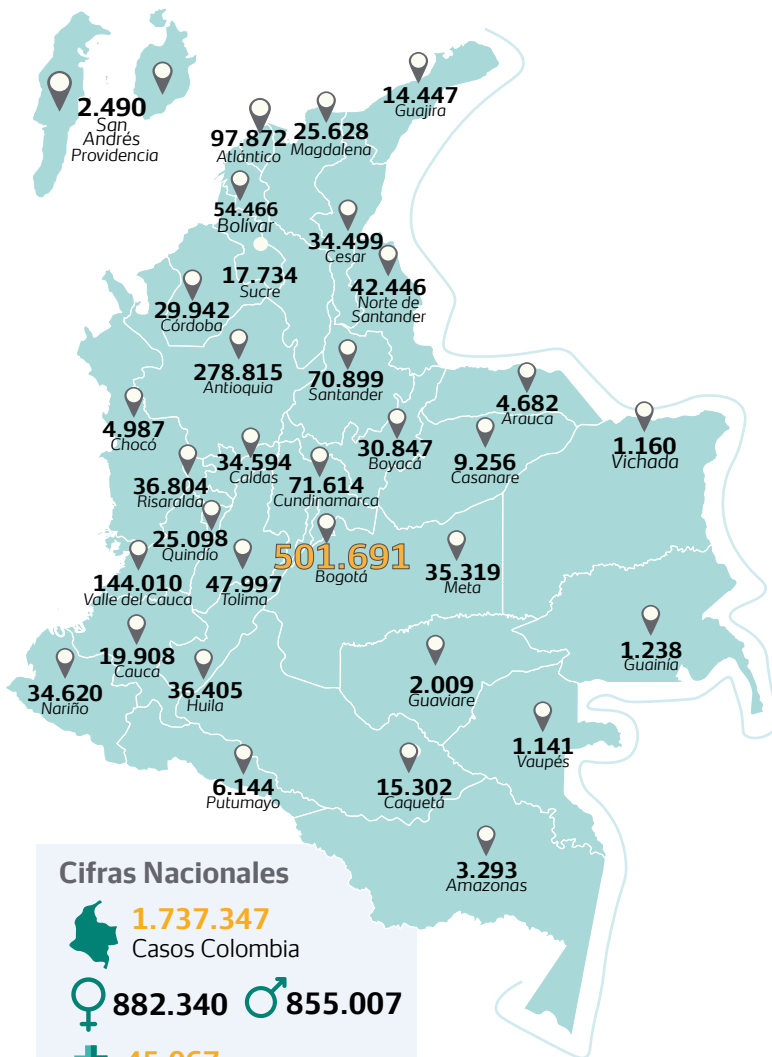 2.490
San
Andrés
Providencia
14.447
Guajira
97.872
Atlántico
25.628
Magdalena
54.466
Bolívar
34.499
Cesar
17.734
Sucre
42.446
Norte de
Santander
29.942
Córdoba
278.815
Antioquia
70.899
Santander
4.682
Arauca
4.987
Chocó
30.847
Boyacá
1.160
Vichada
34.594
Caldas
9.256
Casanare
36.804
Risaralda
71.614
Cundinamarca
25.098
Quindío
501.691
Bogotá
144.010
Valle del Cauca
47.997
Tolima
35.319
Meta
19.908
Cauca
1.238
Guainía
34.620
Nariño
36.405
Huila
2.009
Guaviare
1.141
Vaupés
6.144
Putumayo
15.302
Caquetá
3.293
Amazonas
Cifras Nacionales
1.737.347
Casos Colombia
882.340 855.007